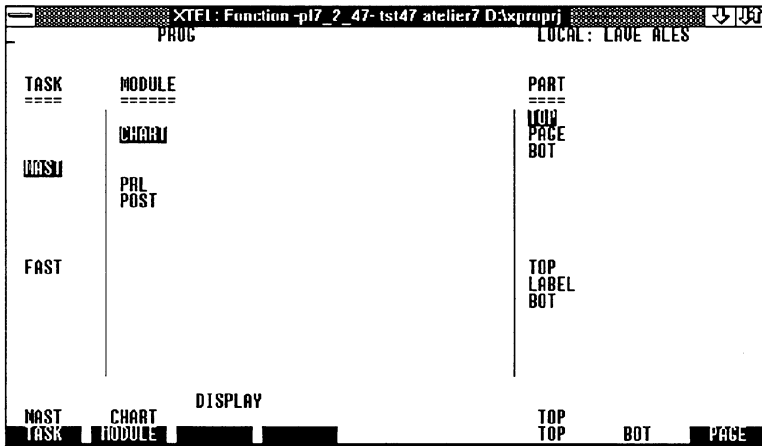 XTEL: Fonction -pl7_2_47- tst47 atelier7 D:\xproprj
PROG LOCAL: LAVE ALES
TASK MODULE PART
==== ====== ====
TOP
CHART PAGE
BOT
MAST
PRL
POST
FAST TOP
LABEL
BOT
DISPLAY
MAST CHART TOP
TASK MODULE TOP BOT PAGE